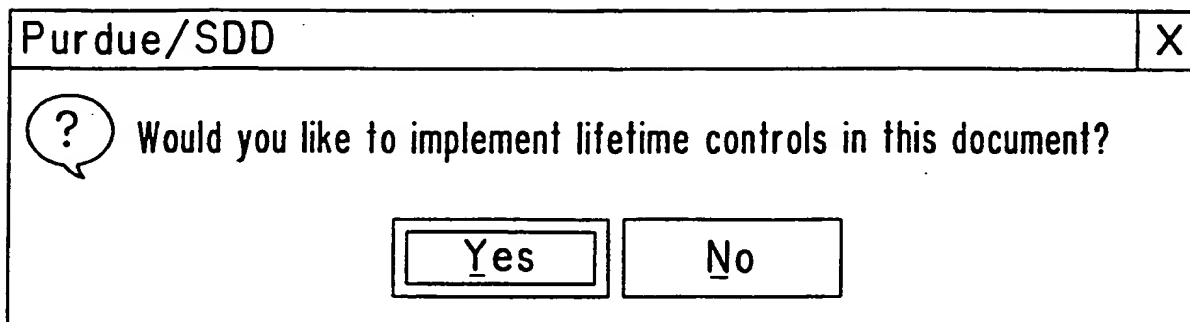 Purdue/SDD X
? Would you like to implement lifetime controls in this document?
Yes No